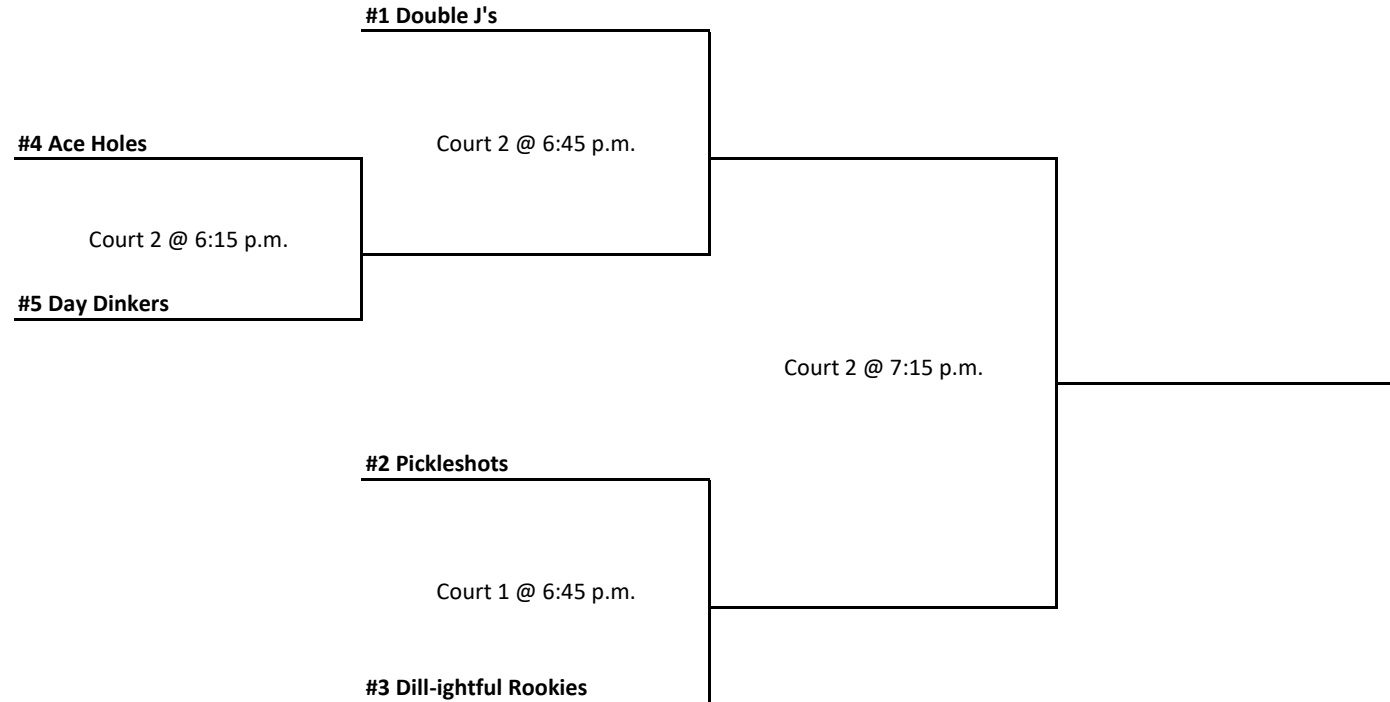 #1 Double J's
#4 Ace Holes
Court 2 @ 6:45 p.m.
Court 2 @ 6:15 p.m.
#5 Day Dinkers
Court 2 @ 7:15 p.m.
#2 Pickleshots
Court 1 @ 6:45 p.m.
#3 Dill-ightful Rookies